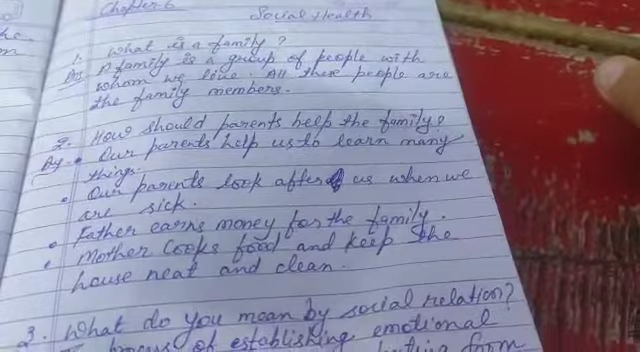 Chapter-6
Social Health
1. What is a family?
Ans A family is a group of people with
whom we live. All these people are
the family members.
2. How should parents help the family?
• Our parents help us to learn many
things.
• Our parents look after us when we
are sick.
• Father earns money for the family.
• Mother cooks food and keep the
house neat and clean.
3. What do you mean by social relation?
process of establishing emotional
from